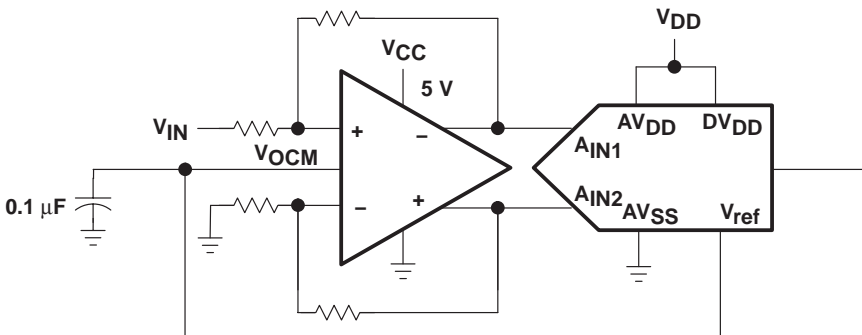 VDD
VCC
5 V
VIN
+
−
AVDD
DVDD
AIN1
VOCM
0.1 μF
−
+
AIN2
AVSS
Vref